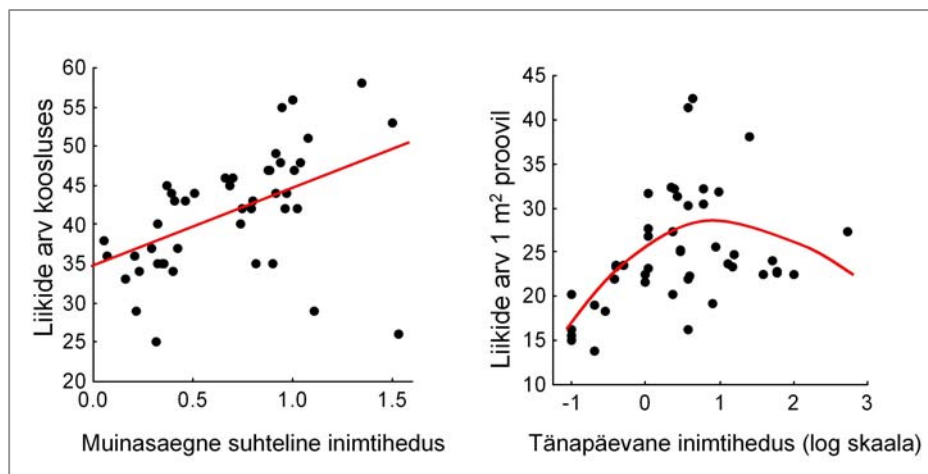 Liikide arv koosluses
60
55
50
45
40
35
30
25
20
0.0 0.5 1.0 1.5
Muinasaegne suhteline inimtihedus
Liikide arv 1 m² proovil
45
40
35
30
25
20
15
10
-1 0 1 2 3
Tänapäevane inimtihedus (log skaala)